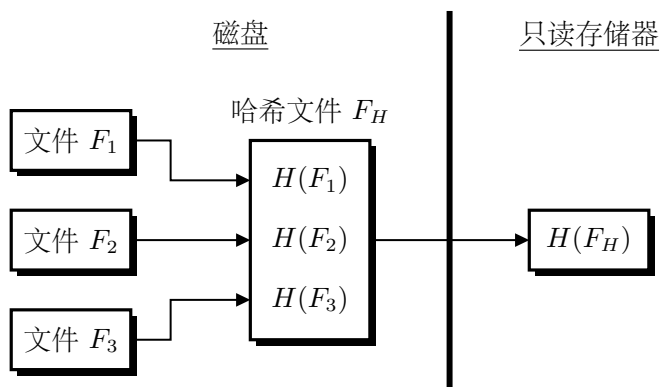 磁盘
只读存储器
哈希文件 F_H
文件 F_1
H(F_1)
文件 F_2
H(F_2)
H(F_H)
文件 F_3
H(F_3)